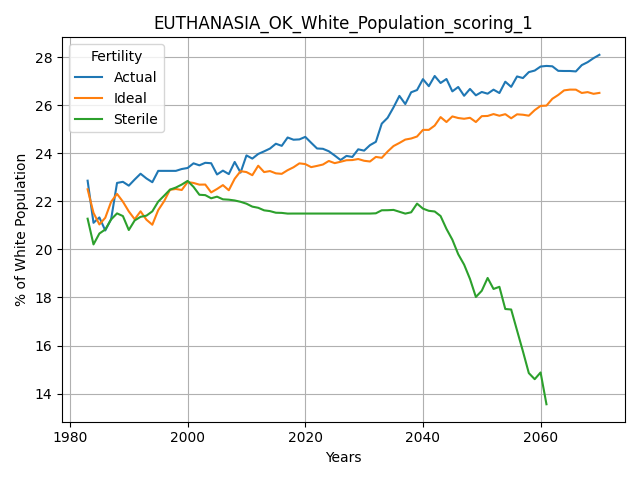 EUTHANASIA_OK_White_Population_scoring_1
Fertility
Actual
Ideal
Sterile
% of White Population
28
26
24
22
20
18
16
14
1980
2000
2020
2040
2060
Years